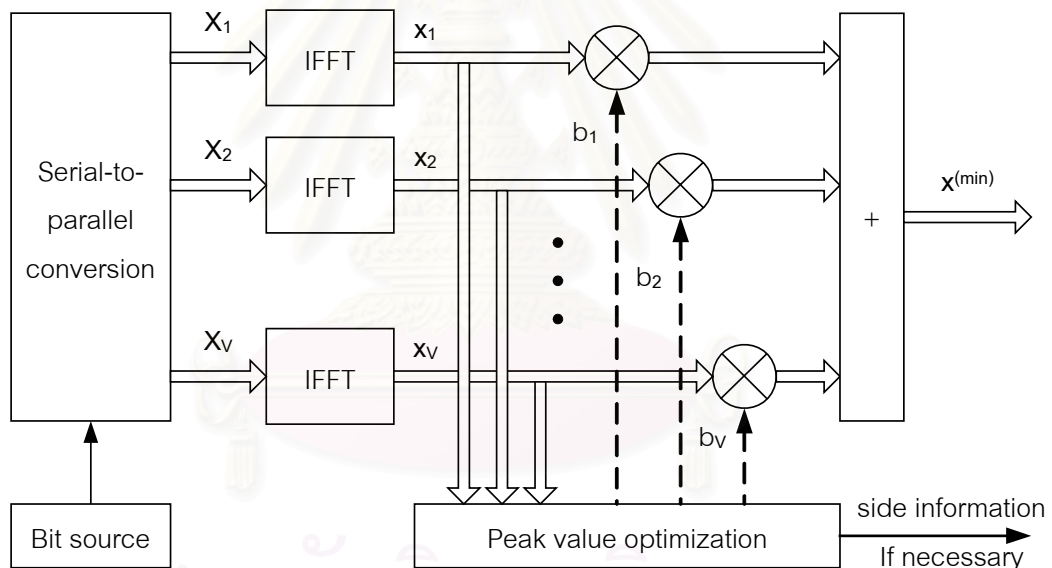 X₁
IFFT
x₁
b₁
X₂
IFFT
x₂
Serial-to-
parallel
conversion
+
x⁽ᵐⁱⁿ⁾
b₂
Xᵥ
IFFT
xᵥ
bᵥ
Bit source
Peak value optimization
side information
If necessary